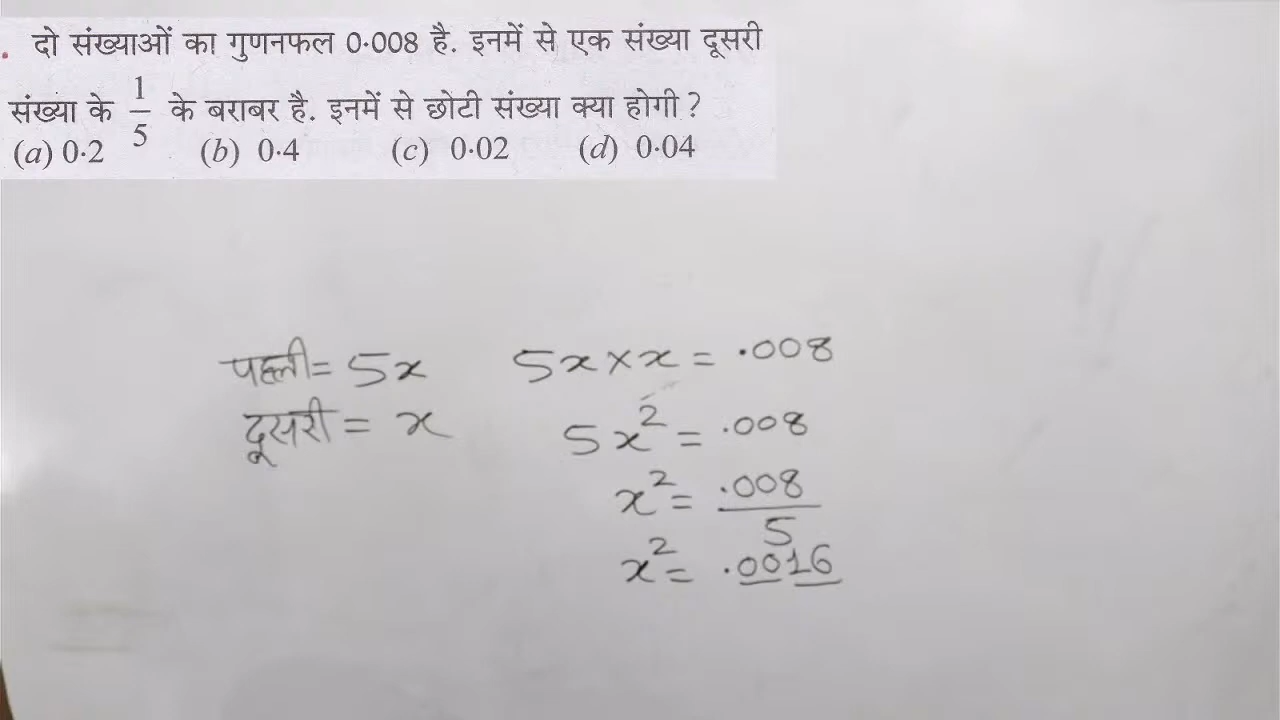 . दो संख्याओं का गुणनफल 0·008 है. इनमें से एक संख्या दूसरी
संख्या के 1/5 के बराबर है. इनमें से छोटी संख्या क्या होगी ?
(a) 0·2 (b) 0·4 (c) 0·02 (d) 0·04
पहली = 5x 5x × x = .008
दूसरी = x 5x² = .008
x² = .008/5
x² = .0016